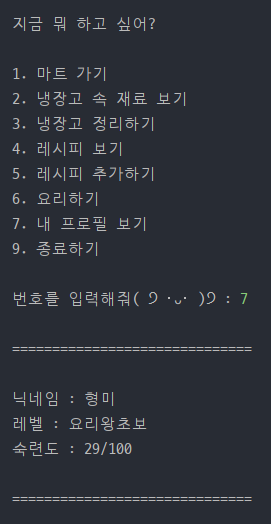 지금 뭐 하고 싶어?
1. 마트 가기
2. 냉장고 속 재료 보기
3. 냉장고 정리하기
4. 레시피 보기
5. 레시피 추가하기
6. 요리하기
7. 내 프로필 보기
9. 종료하기
번호를 입력해줘( ੭ ･ᴗ･ )੭ : 7
==============================
닉네임 : 형미
레벨 : 요리왕초보
숙련도 : 29/100
==============================